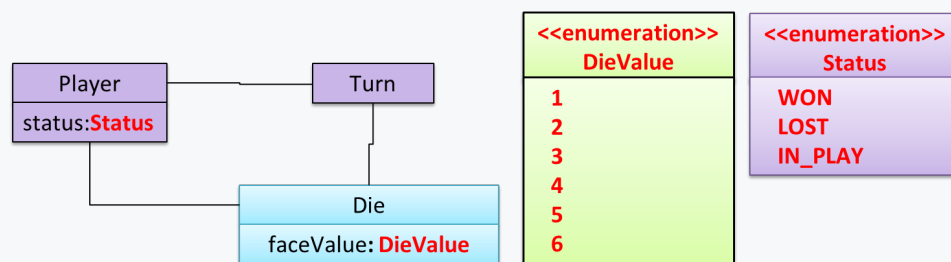 Player
status:Status
Turn
Die
faceValue: DieValue
<<enumeration>>
DieValue
1
2
3
4
5
6
<<enumeration>>
Status
WON
LOST
IN_PLAY